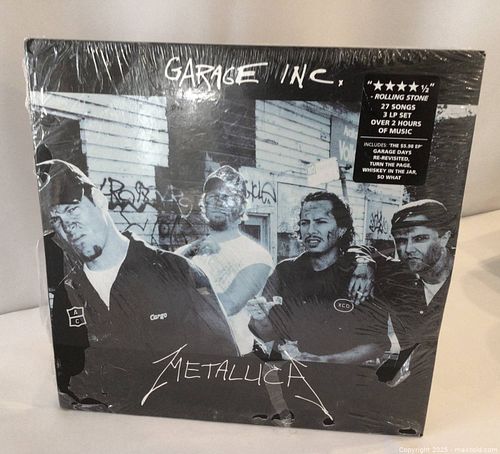 GARAGE INC.
"★★★★ ½"
- ROLLING STONE
27 SONGS
3 LP SET
OVER 2 HOURS
OF MUSIC
INCLUDES: 'THE $5.98 EP'
GARAGE DAYS
RE-REVISITED,
TURN THE PAGE,
WHISKEY IN THE JAR,
SO WHAT
A
C
Cargo
XCO
METALLICA
Copyright 2025 - maxsold.com